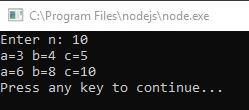 C:\Program Files\nodejs\node.exe
Enter n: 10
a=3 b=4 c=5
a=6 b=8 c=10
Press any key to continue...